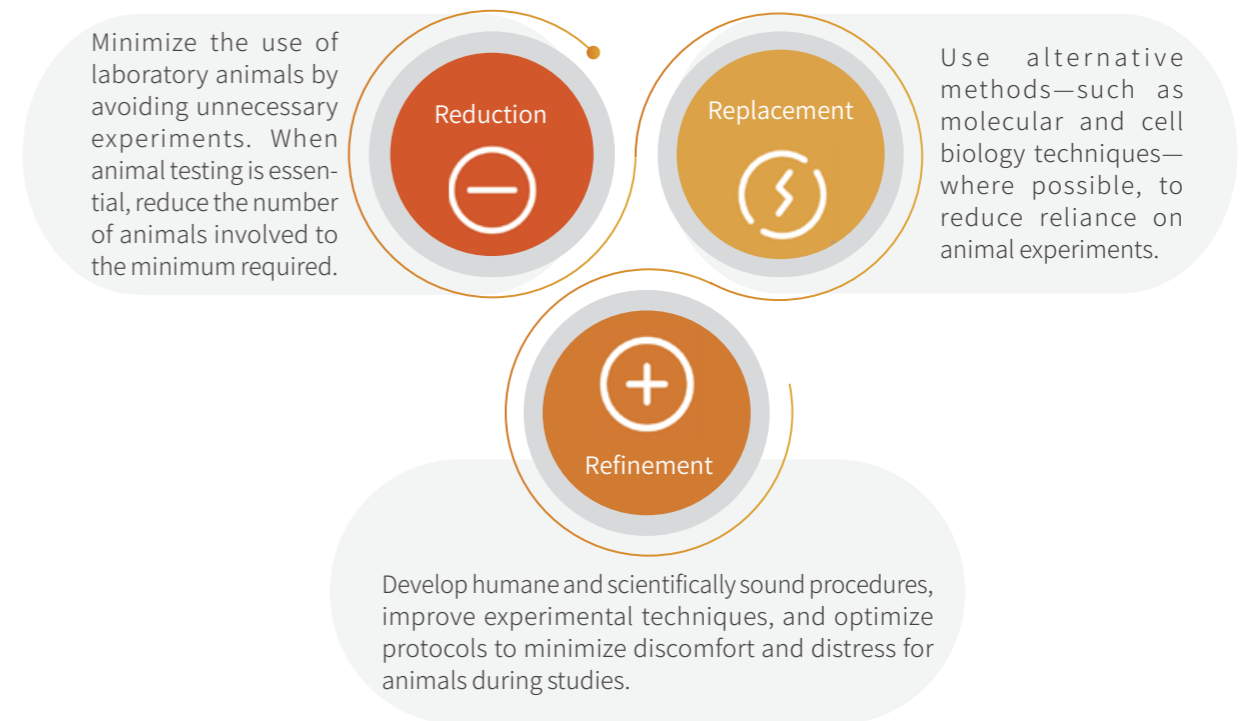 Minimize the use of
laboratory animals by
avoiding unnecessary
experiments. When
animal testing is essen-
tial, reduce the number
of animals involved to
the minimum required.
Reduction
Replacement
Use alternative
methods—such as
molecular and cell
biology techniques—
where possible, to
reduce reliance on
animal experiments.
Refinement
Develop humane and scientifically sound procedures,
improve experimental techniques, and optimize
protocols to minimize discomfort and distress for
animals during studies.